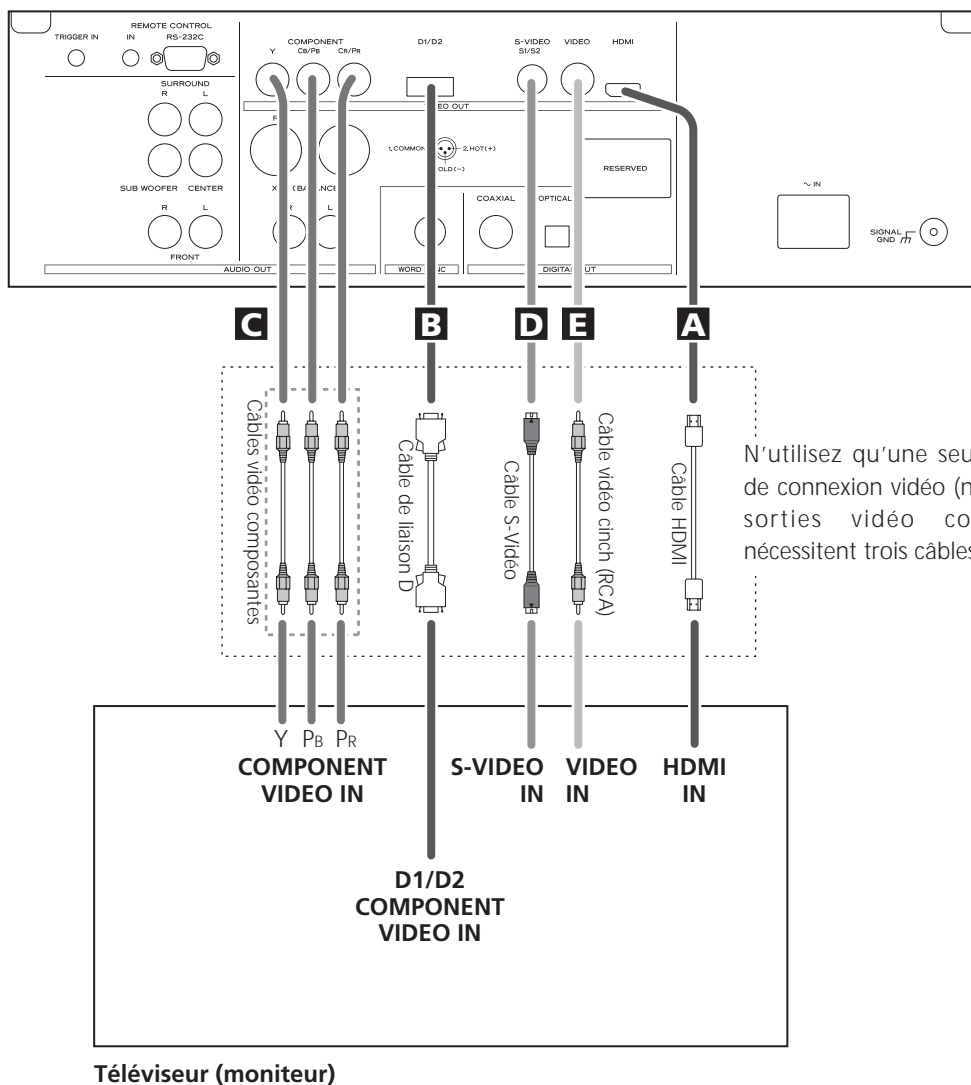 REMOTE CONTROL
TRIGGER IN
IN
RS-232C
COMPONENT
Y
CB/PB
CR/PR
D1/D2
S-VIDEO
S1/S2
VIDEO
HDMI
SURROUND
R
L
1. COMMON
2. HOT(+)
RESERVED
SUB WOOFER
CENTER
COAXIAL
OPTICAL
R
L
L
FRONT
AUDIO OUT
∼ IN
SIGNAL
GND
C
B
D
E
A
Câbles vidéo composantes
Câble de liaison D
Câble S-Vidéo
Câble vidéo cinch (RCA)
Câble HDMI
N'utilisez qu'une
de connexion vidéo
sorties vidéo
nécessitent trois câbles
Y PB PR
COMPONENT
VIDEO IN
S-VIDEO
IN
VIDEO
IN
HDMI
IN
D1/D2
COMPONENT
VIDEO IN
Téléviseur (moniteur)